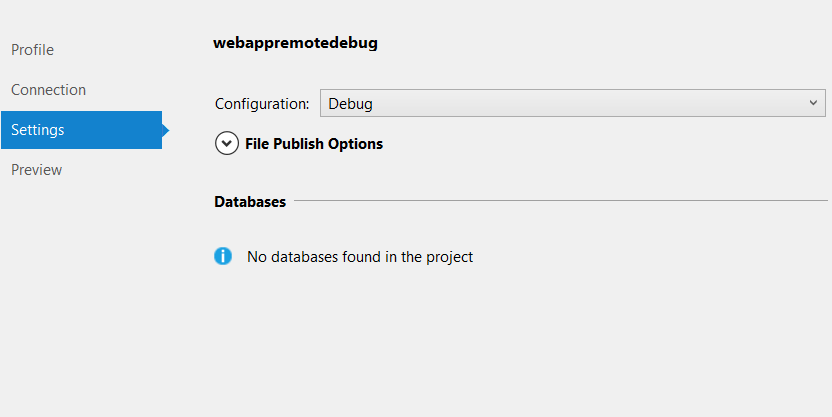 webappremotedebug
Profile
Connection
Settings
Preview
Configuration: Debug
File Publish Options
Databases
No databases found in the project